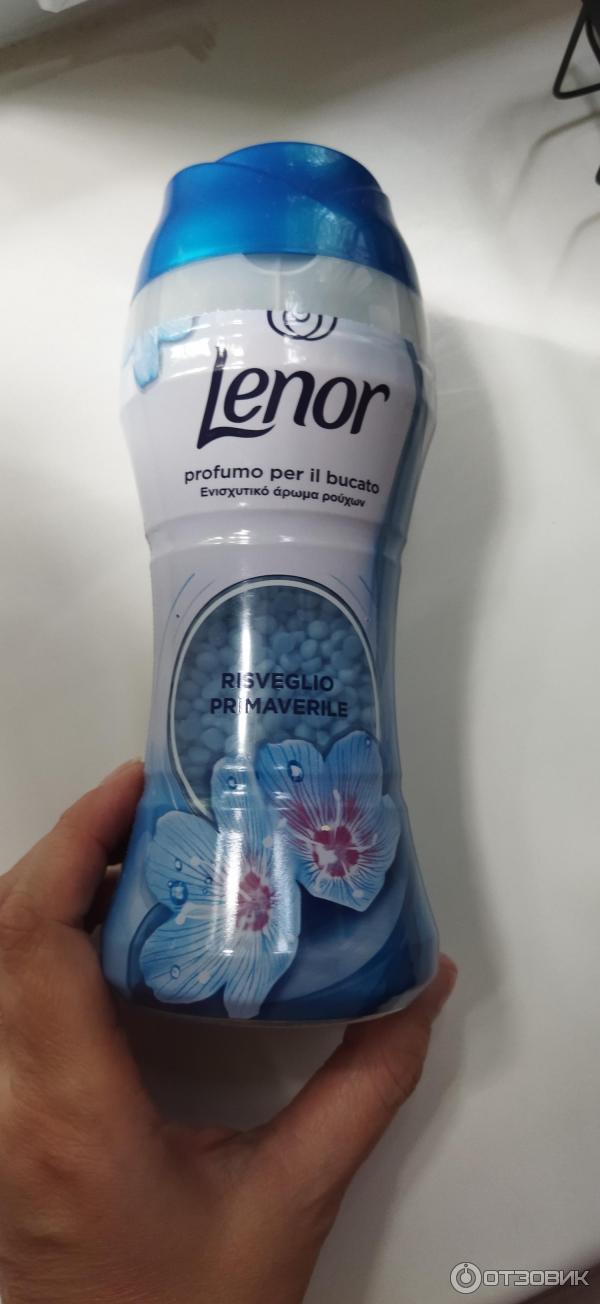 Lenor
profumo per il bucato
Ενισχυτικό άρωμα ρούχων
RISVEGLIO
PRIMAVERILE
ОТЗОВИК